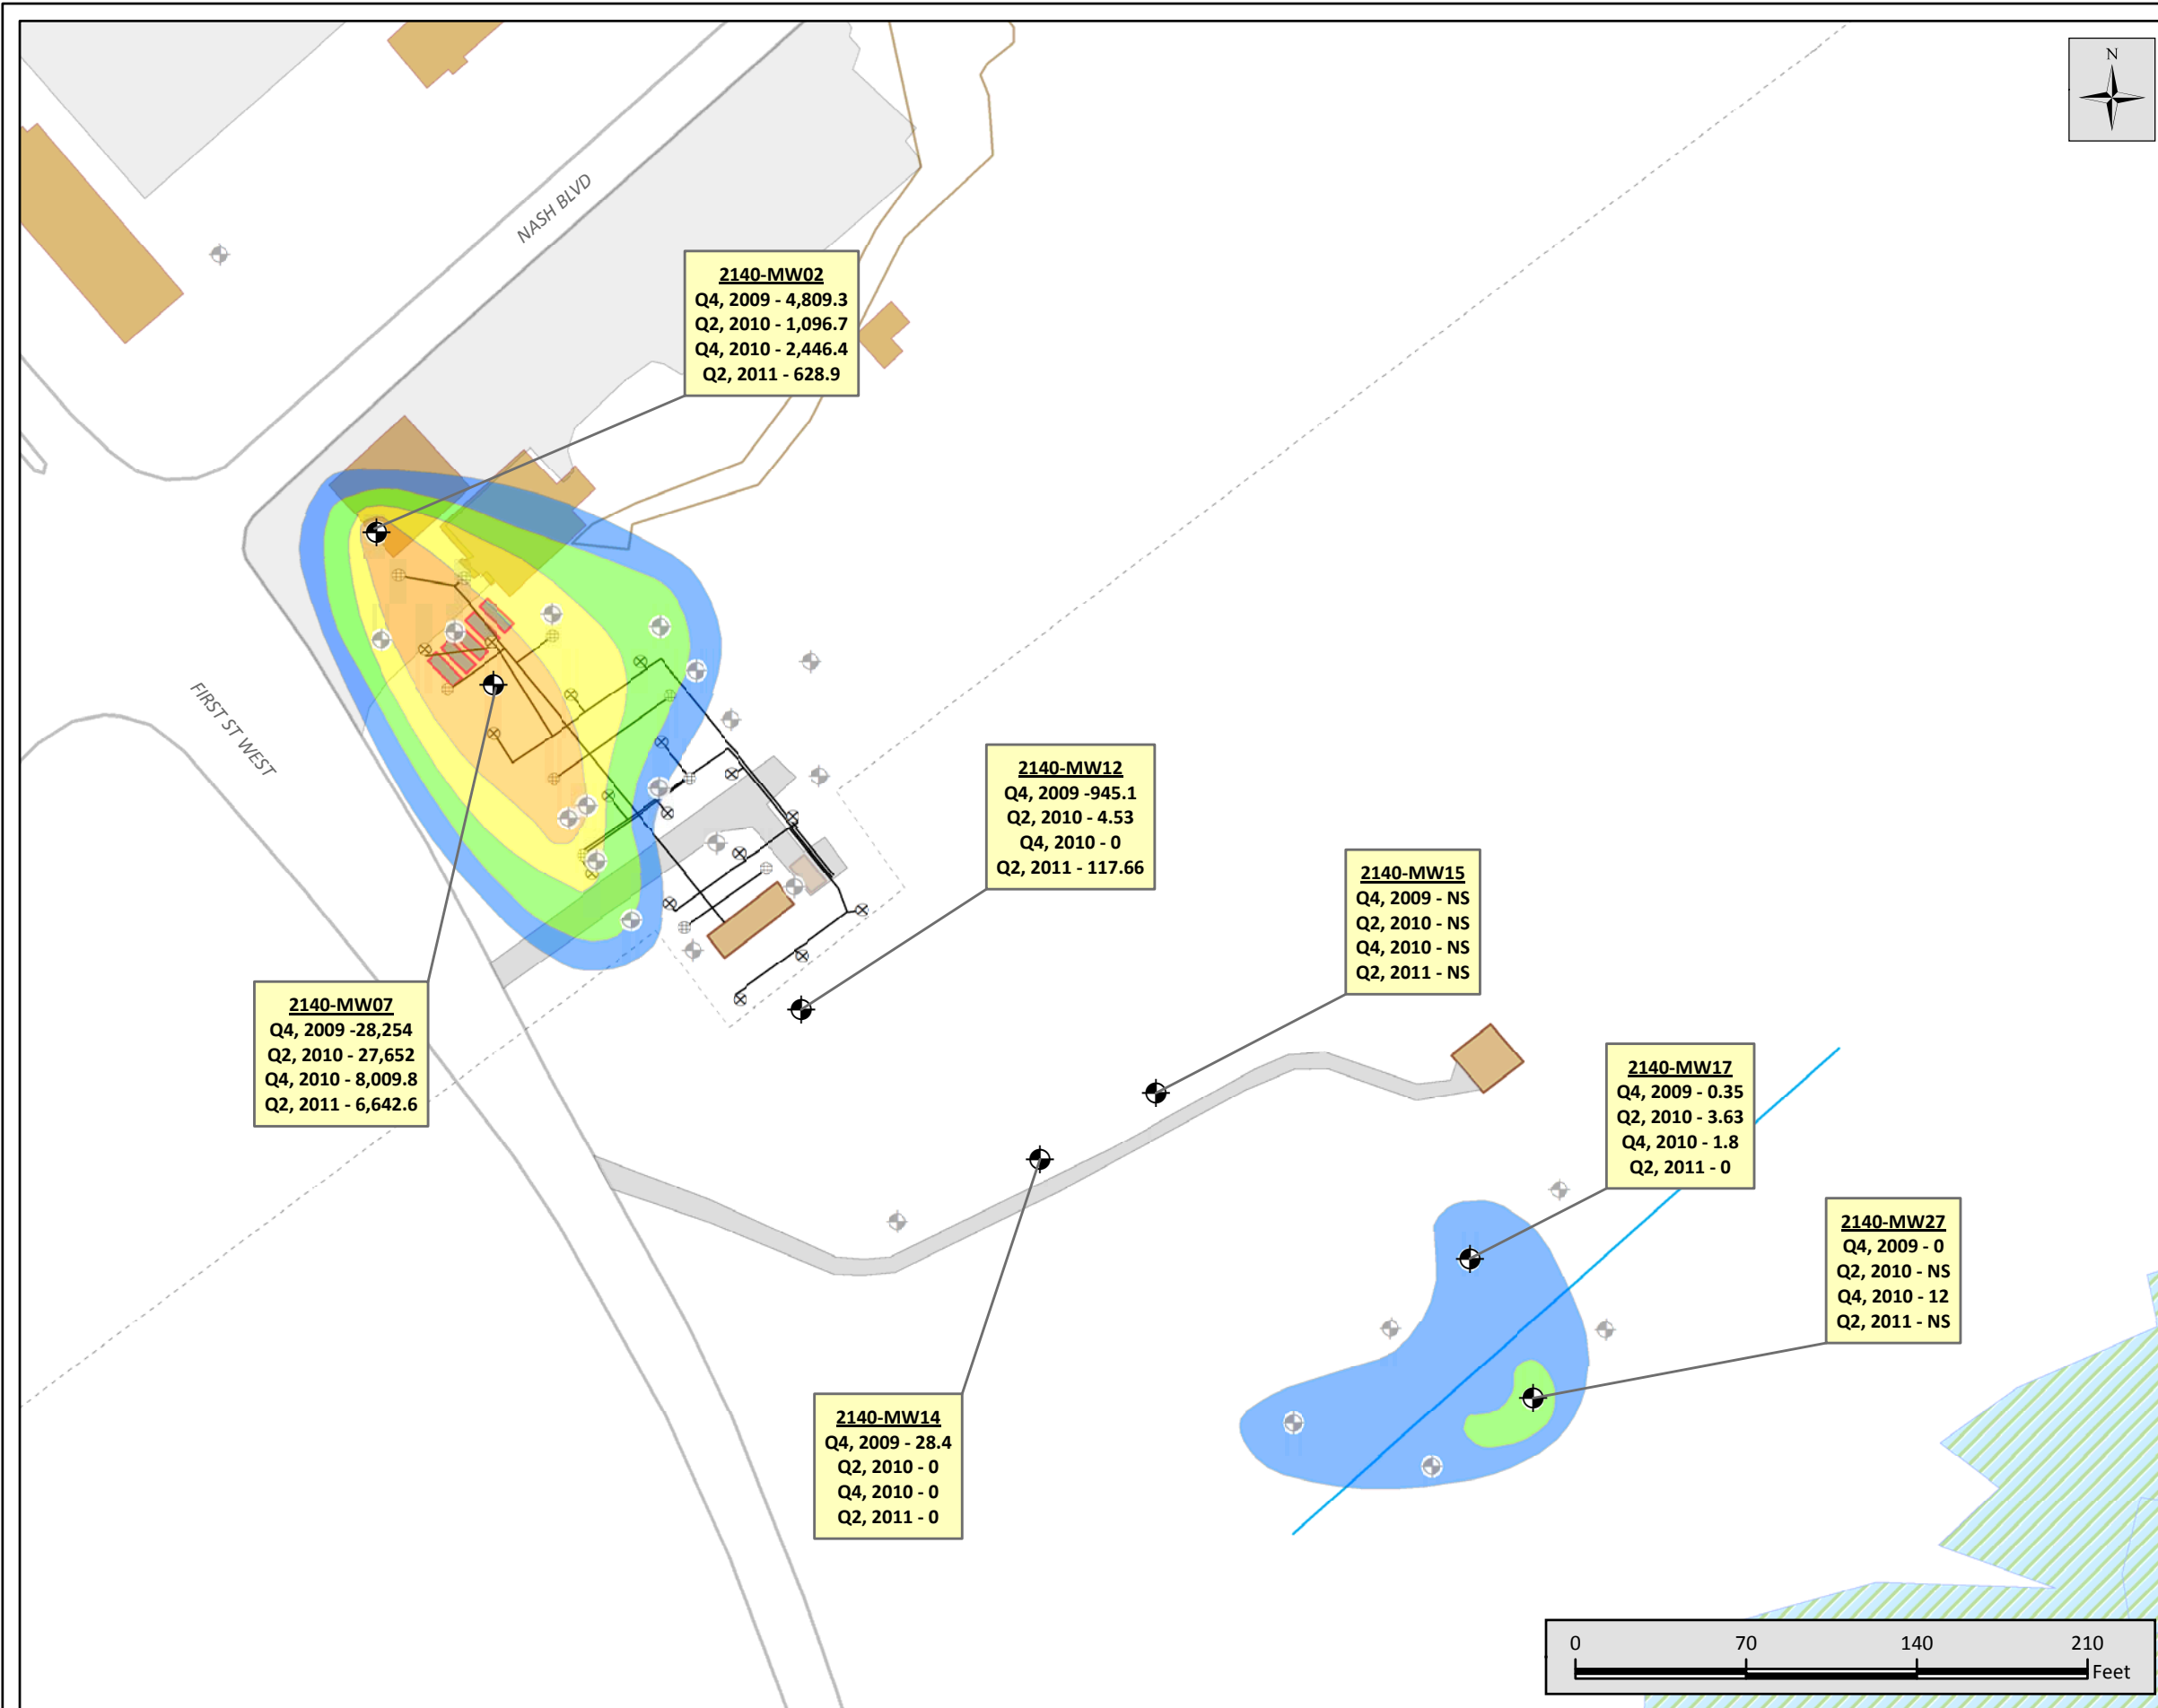 N
NASH BLVD
2140-MW02
Q4, 2009 - 4,809.3
Q2, 2010 - 1,096.7
Q4, 2010 - 2,446.4
Q2, 2011 - 628.9
FIRST ST WEST
2140-MW12
Q4, 2009 -945.1
Q2, 2010 - 4.53
Q4, 2010 - 0
Q2, 2011 - 117.66
2140-MW15
Q4, 2009 - NS
Q2, 2010 - NS
Q4, 2010 - NS
Q2, 2011 - NS
2140-MW07
Q4, 2009 -28,254
Q2, 2010 - 27,652
Q4, 2010 - 8,009.8
Q2, 2011 - 6,642.6
2140-MW17
Q4, 2009 - 0.35
Q2, 2010 - 3.63
Q4, 2010 - 1.8
Q2, 2011 - 0
2140-MW27
Q4, 2009 - 0
Q2, 2010 - NS
Q4, 2010 - 12
Q2, 2011 - NS
2140-MW14
Q4, 2009 - 28.4
Q2, 2010 - 0
Q4, 2010 - 0
Q2, 2011 - 0
0 70 140 210
Feet